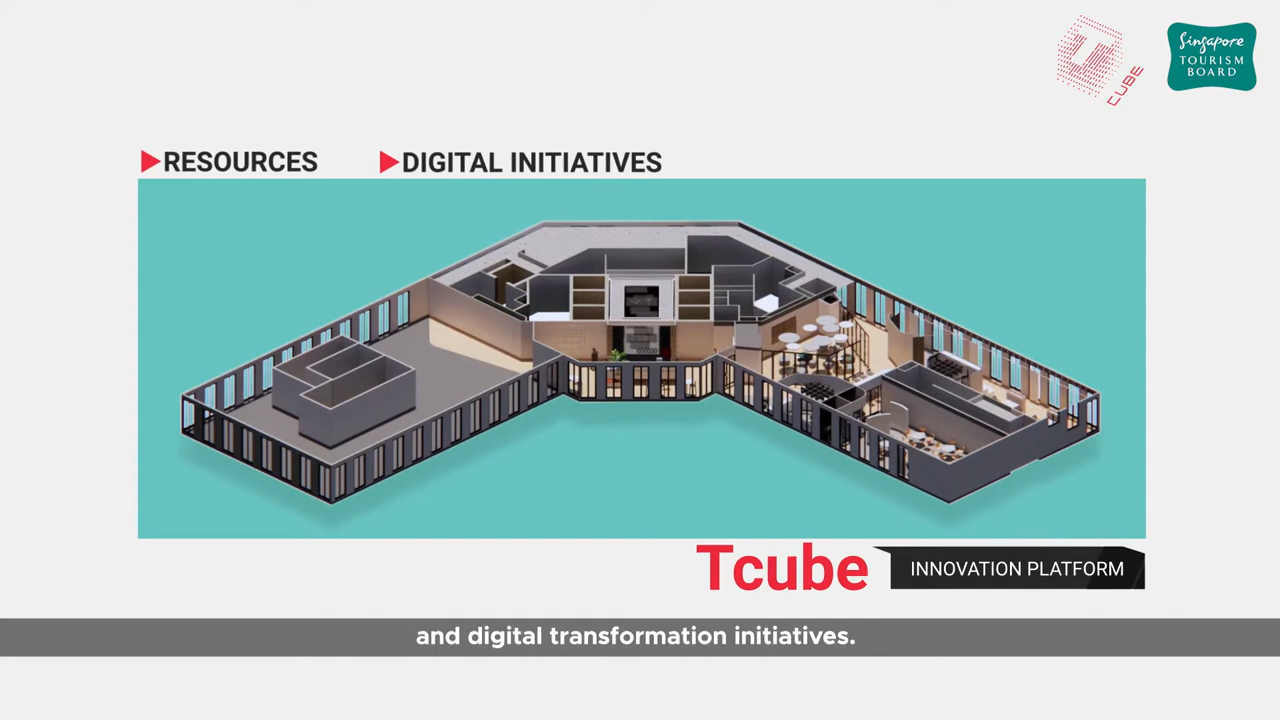 CUBE
Singapore
TOURISM
BOARD
RESOURCES
DIGITAL INITIATIVES
Tcube
INNOVATION PLATFORM
and digital transformation initiatives.